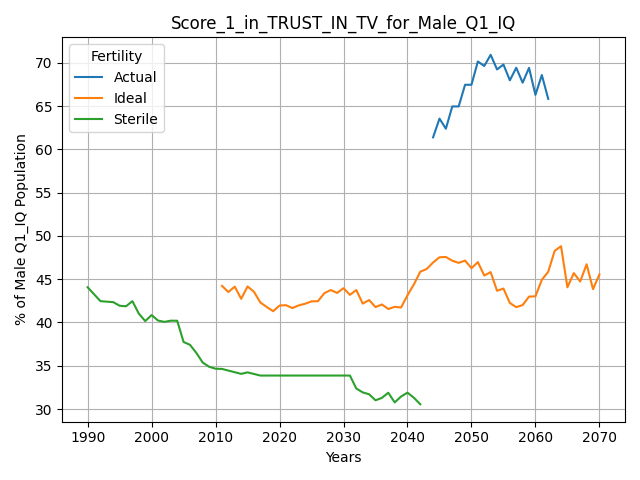 Score_1_in_TRUST_IN_TV_for_Male_Q1_IQ
Fertility
Actual
Ideal
Sterile
% of Male Q1_IQ Population
70
65
60
55
50
45
40
35
30
1990 2000 2010 2020 2030 2040 2050 2060 2070
Years